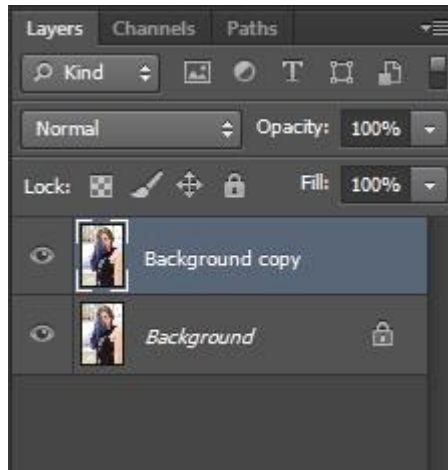 Layers Channels Paths
Kind T
Normal Opacity: 100%
Lock: Fill: 100%
Background copy
Background